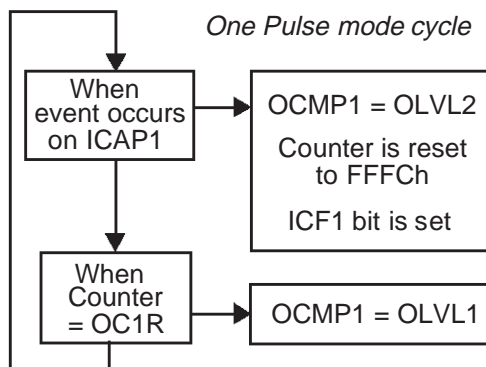 One Pulse mode cycle
When
event occurs
on ICAP1
OCMP1 = OLVL2
Counter is reset
to FFFCh
ICF1 bit is set
When
Counter
= OC1R
OCMP1 = OLVL1